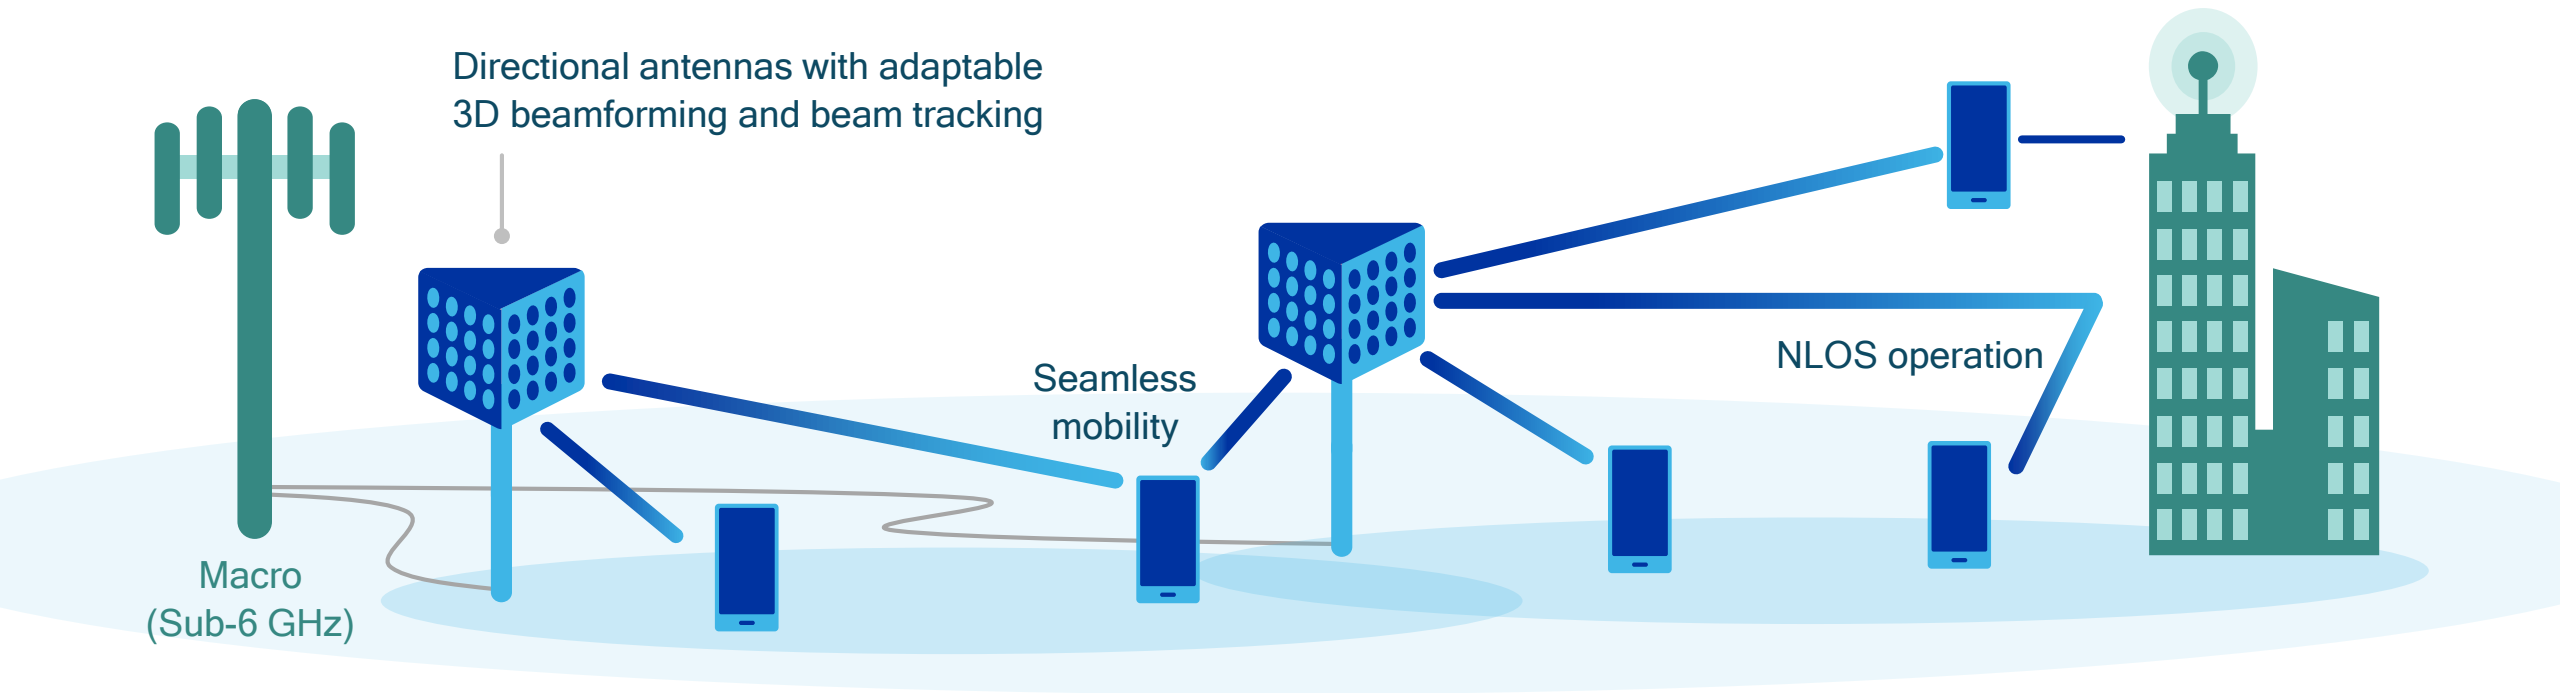 Directional antennas with adaptable
3D beamforming and beam tracking
Seamless
mobility
NLOS operation
Macro
(Sub-6 GHz)